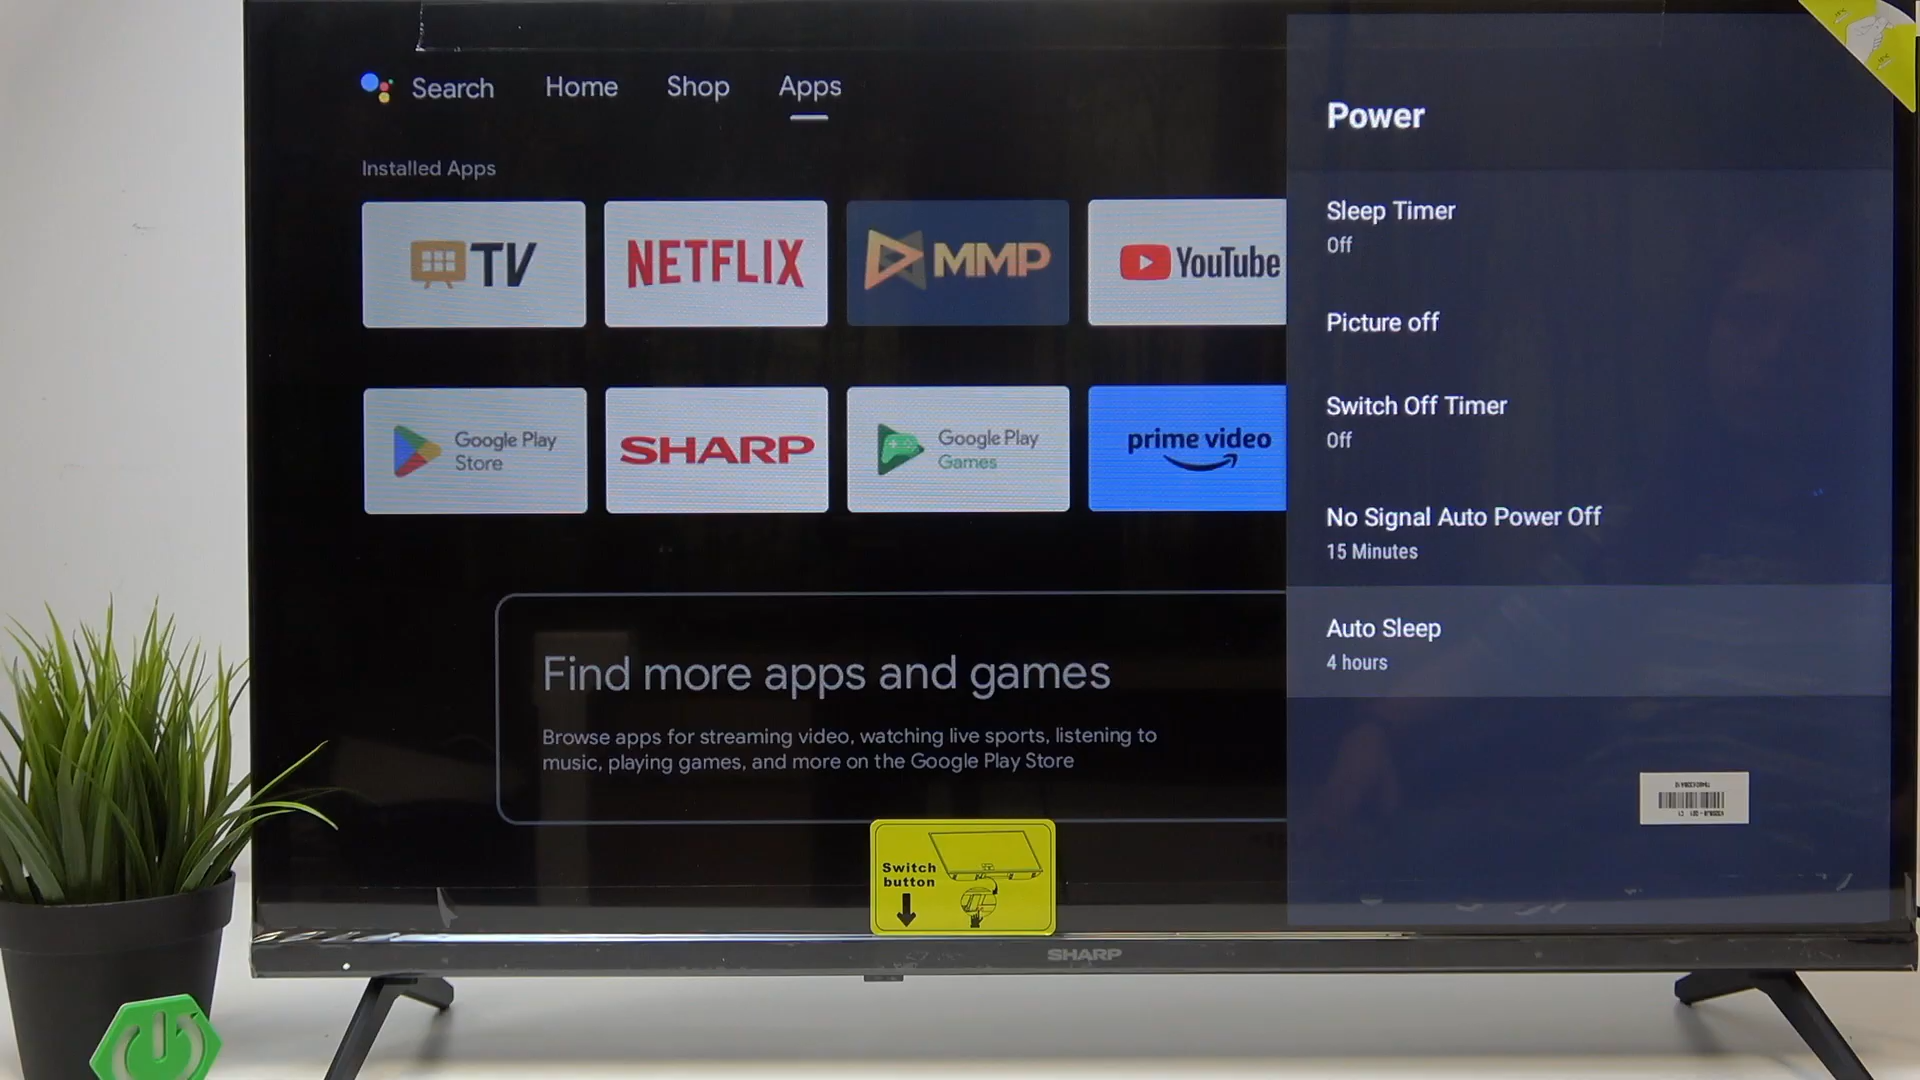 Search Home Shop Apps
Installed Apps
TV
NETFLIX
MMP
YouTube
Google Play
Store
SHARP
Google Play
Games
prime video
Find more apps and games
Browse apps for streaming video, watching live sports, listening to
music, playing games, and more on the Google Play Store
Power
Sleep Timer
Off
Picture off
Switch Off Timer
Off
No Signal Auto Power Off
15 Minutes
Auto Sleep
4 hours
Switch
button
SHARP